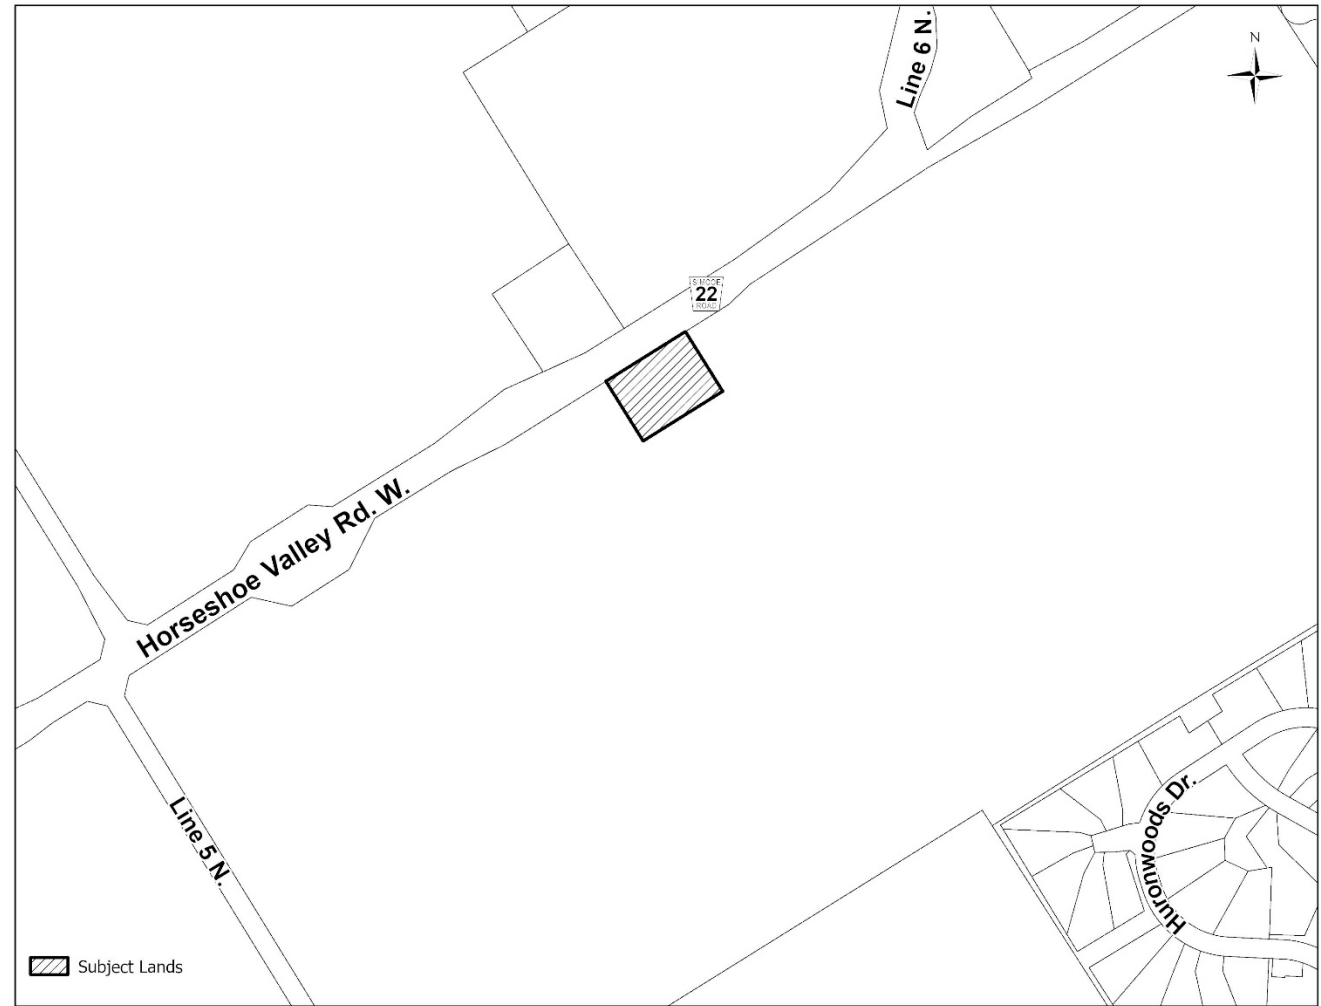 Line 6 N.
N
SIMCOE
22
ROAD
Horseshoe Valley Rd. W.
Line 5 N.
Huronwoods Dr.
Subject Lands